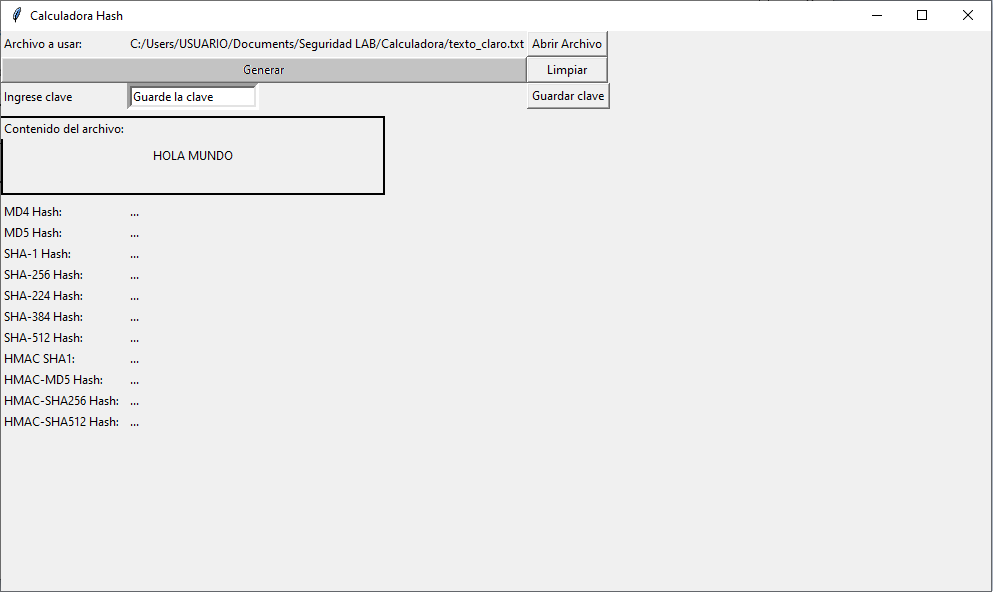 Calculadora Hash
Archivo a usar: C:/Users/USUARIO/Documents/Seguridad LAB/Calculadora/texto_claro.txt Abrir Archivo
Generar Limpiar
Ingrese clave Guarde la clave Guardar clave
Contenido del archivo:
HOLA MUNDO
MD4 Hash: ...
MD5 Hash: ...
SHA-1 Hash: ...
SHA-256 Hash: ...
SHA-224 Hash: ...
SHA-384 Hash: ...
SHA-512 Hash: ...
HMAC SHA1: ...
HMAC-MD5 Hash: ...
HMAC-SHA256 Hash: ...
HMAC-SHA512 Hash: ...